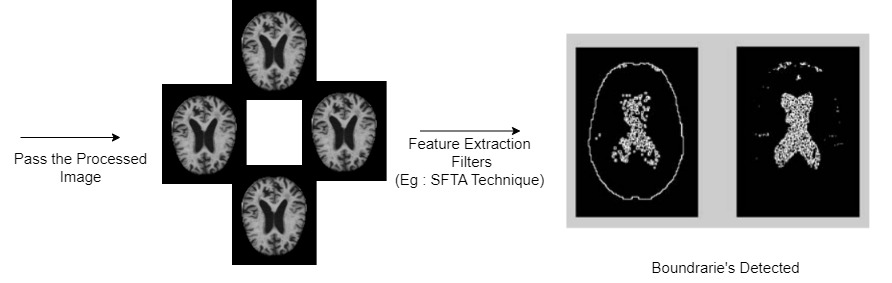 Pass the Processed
Image
Feature Extraction
Filters
(Eg : SFTA Technique)
Boundrarie's Detected